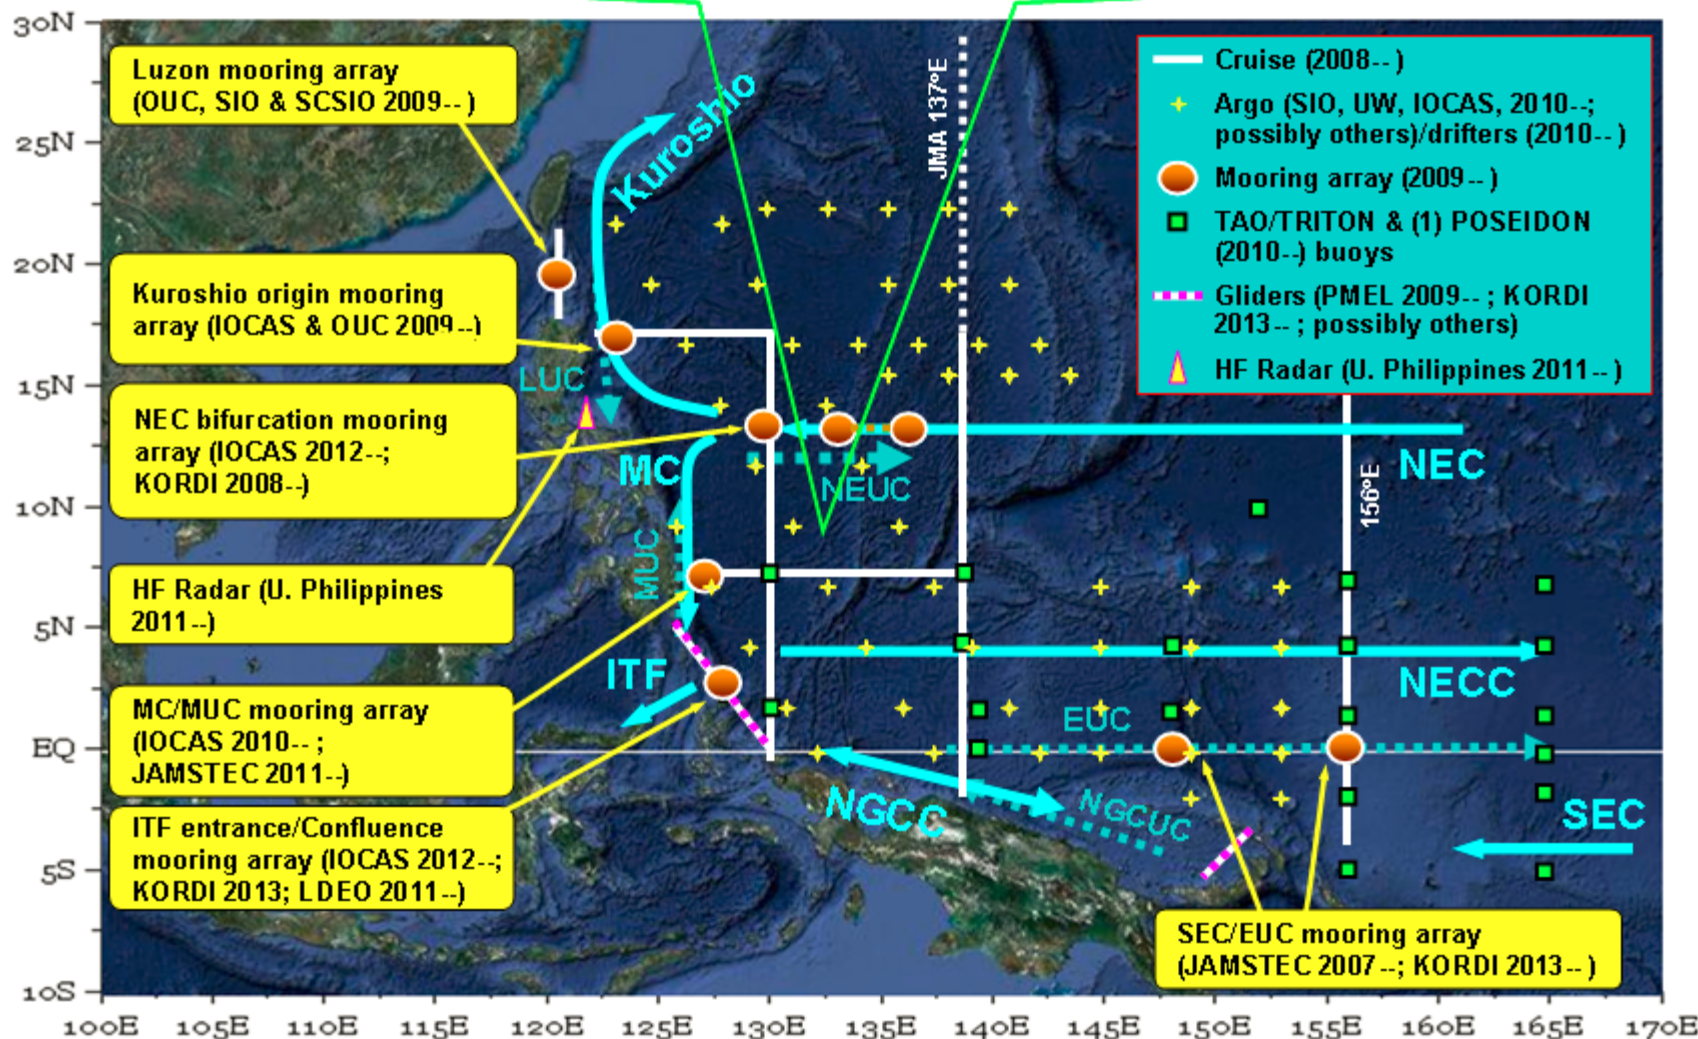 30N
25N
20N
15N
10N
5N
EQ
5S
10S
100E
105E
110E
115E
120E
125E
130E
135E
140E
145E
150E
155E
160E
165E
170E
Luzon mooring array
(OUC, SIO & SCSIO 2009--)
Kuroshio origin mooring
array (IOCAS & OUC 2009--)
NEC bifurcation mooring
array (IOCAS 2012--;
KORDI 2008--)
HF Radar (U. Philippines
2011--)
MC/MUC mooring array
(IOCAS 2010-- ;
JAMSTEC 2011--)
ITF entrance/Confluence
mooring array (IOCAS 2012--;
KORDI 2013; LDEO 2011--)
SEC/EUC mooring array
(JAMSTEC 2007--; KORDI 2013--)
Cruise (2008--)
Argo (SIO, UW, IOCAS, 2010--;
possibly others)/drifters (2010--)
Mooring array (2009--)
TAO/TRITON & (1) POSEIDON
(2010--) buoys
Gliders (PMEL 2009-- ; KORDI
2013-- ; possibly others)
HF Radar (U. Philippines 2011--)
Kuroshio
JMA 137ºE
156ºE
LUC
MC
NEUC
NEC
MUC
ITF
NECC
EUC
NGCC
NGCUC
SEC